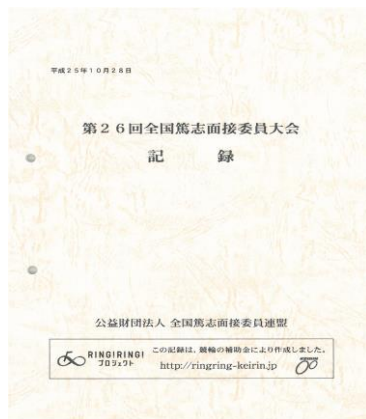 平成25年10月28日
第26回全国篤志面接委員大会
記 録
公益財団法人 全国篤志面接委員連盟
RING!RING!
プロジェクト
この記録は、競輪の補助金により作成しました。
http://ringring-keirin.jp